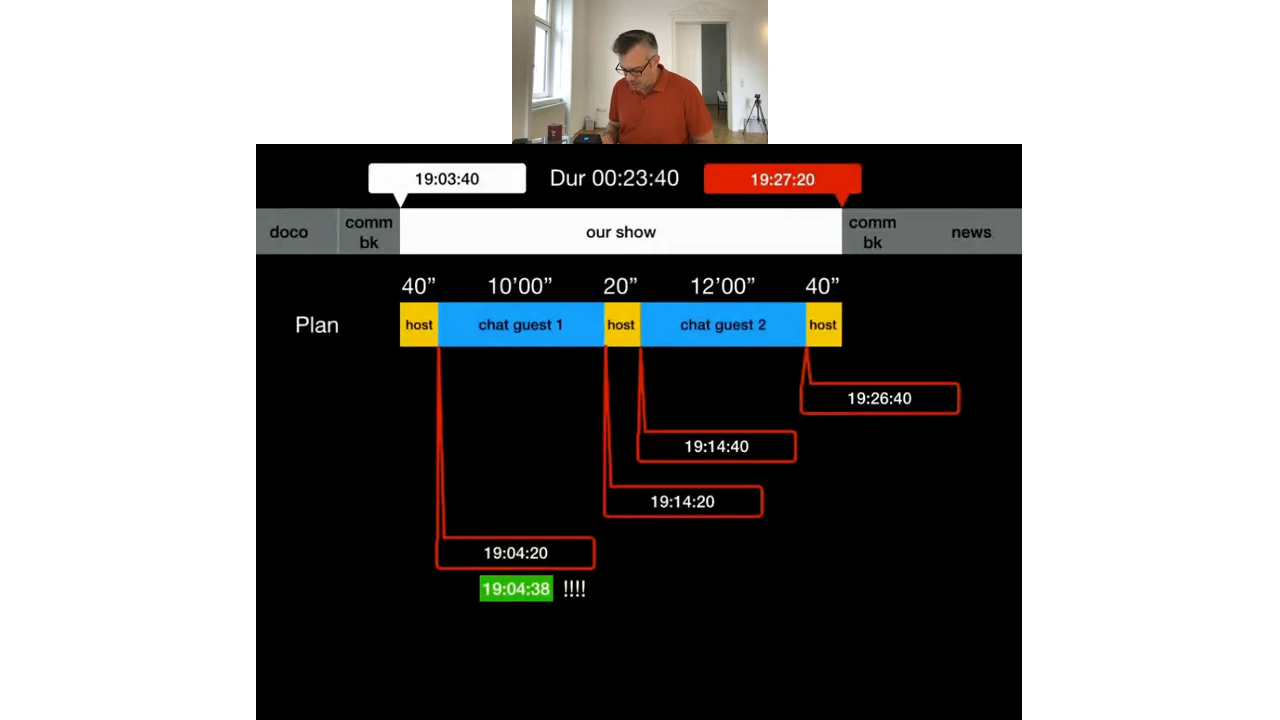 19:03:40 Dur 00:23:40 19:27:20
doco comm bk our show comm bk news
40” 10’00” 20” 12’00” 40”
Plan host chat guest 1 host chat guest 2 host
19:26:40
19:14:40
19:14:20
19:04:20
19:04:38 !!!!